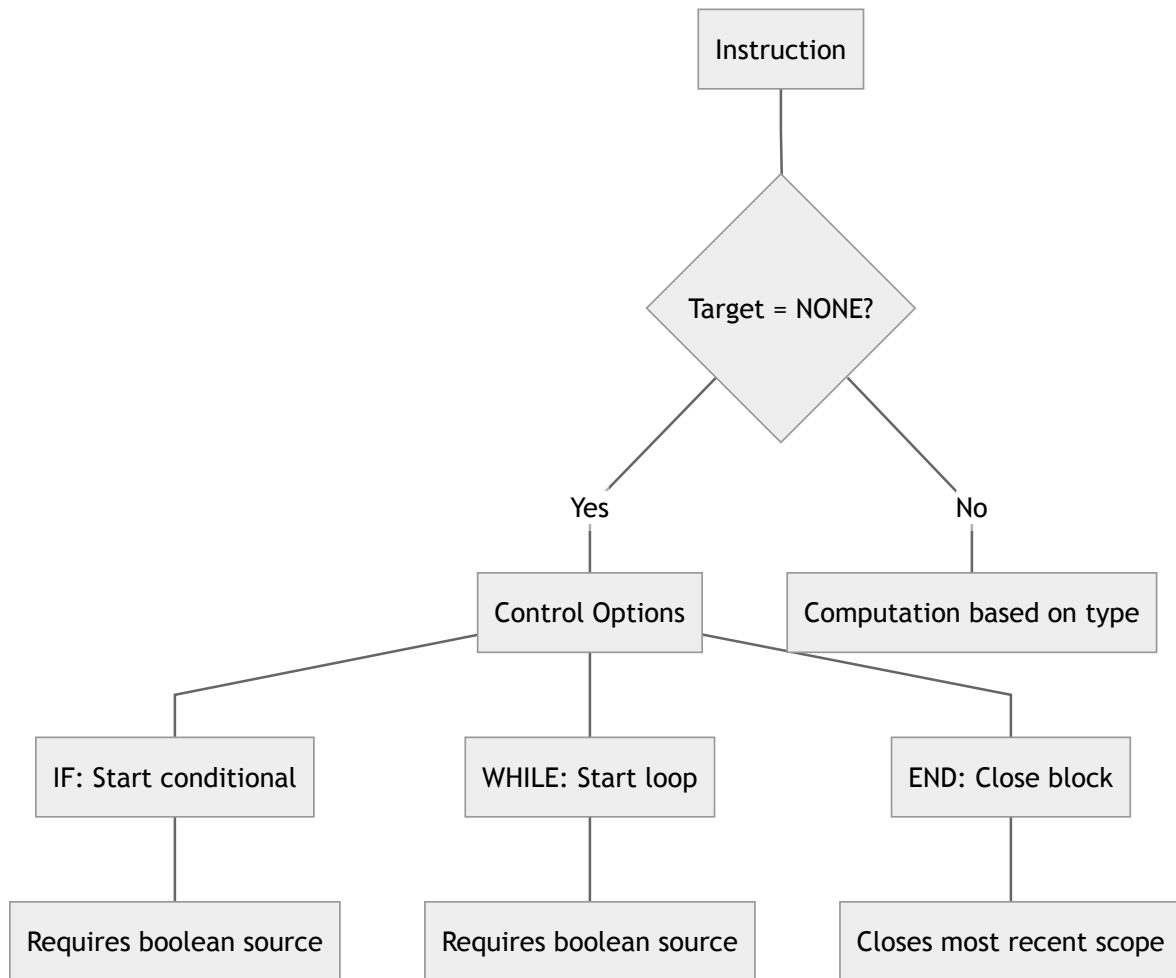 Instruction
Target = NONE?
Yes
No
Control Options
Computation based on type
IF: Start conditional
WHILE: Start loop
END: Close block
Requires boolean source
Requires boolean source
Closes most recent scope